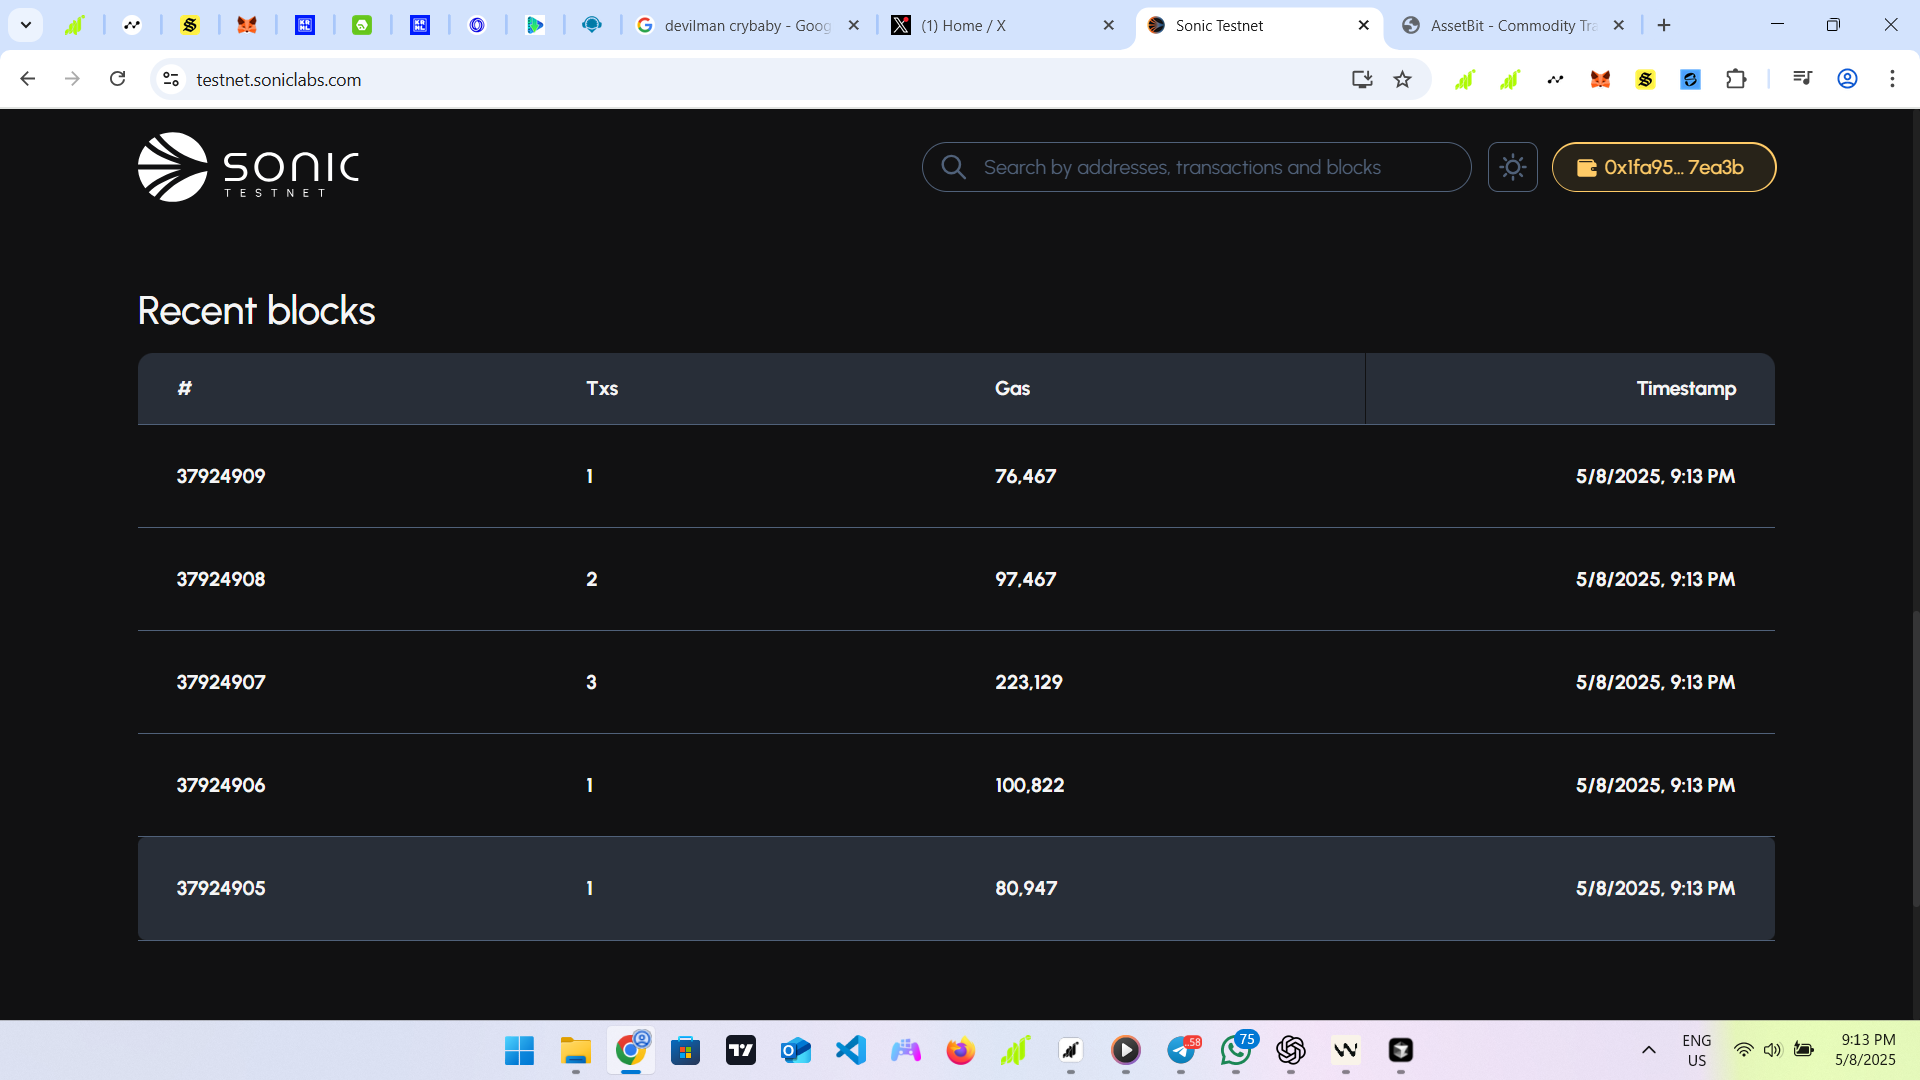 devilman crybaby - Goog
(1) Home / X
Sonic Testnet
AssetBit - Commodity Tra
testnet.soniclabs.com
SONIC
TESTNET
Search by addresses, transactions and blocks
0x1fa95... 7ea3b
Recent blocks
# Txs Gas Timestamp
37924909 1 76,467 5/8/2025, 9:13 PM
37924908 2 97,467 5/8/2025, 9:13 PM
37924907 3 223,129 5/8/2025, 9:13 PM
37924906 1 100,822 5/8/2025, 9:13 PM
37924905 1 80,947 5/8/2025, 9:13 PM
58
75
ENG
US
9:13 PM
5/8/2025